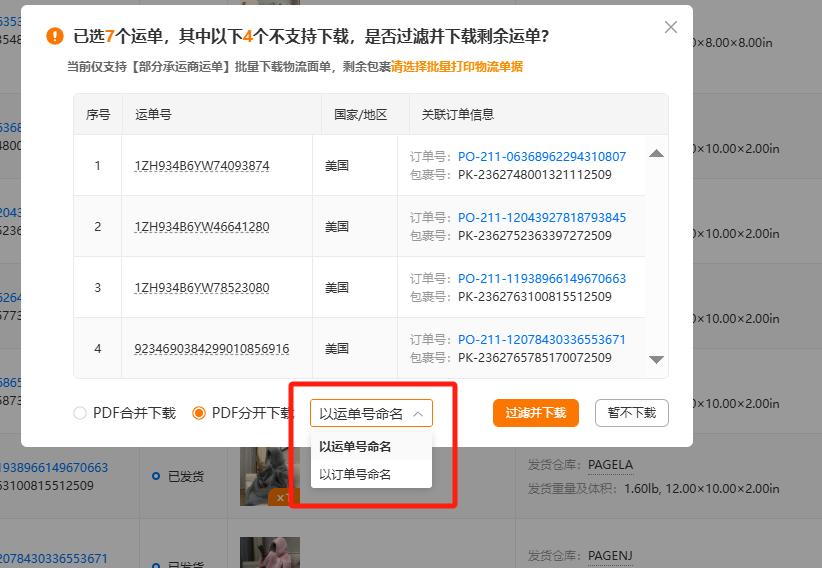 已选7个运单，其中以下4个不支持下载，是否过滤并下载剩余运单？
当前仅支持【部分承运商运单】批量下载物流面单，剩余包裹请选择批量打印物流单据
序号 运单号 国家/地区 关联订单信息
1 1ZH934B6YW74093874 美国 订单号： PO-211-06368962294310807
包裹号： PK-2362748001321112509
2 1ZH934B6YW46641280 美国 订单号： PO-211-12043927818793845
包裹号： PK-2362752363397272509
3 1ZH934B6YW78523080 美国 订单号： PO-211-11938966149670663
包裹号： PK-2362763100815512509
4 9234690384299010856916 美国 订单号： PO-211-12078430336553671
包裹号： PK-2362765785170072509
PDF合并下载 PDF分开下载 以运单号命名 过滤并下载 暂不下载
以运单号命名
以订单号命名
×8.00×8.00in
×10.00×2.00in
×10.00×2.00in
×10.00×2.00in
×10.00×2.00in
1938966149670663 已发货 发货仓库： PAGELA
63100815512509 ×1 发货重量及体积： 1.60lb, 12.00×10.00×2.00in
2078430336553671 已发货 发货仓库： PAGENJ